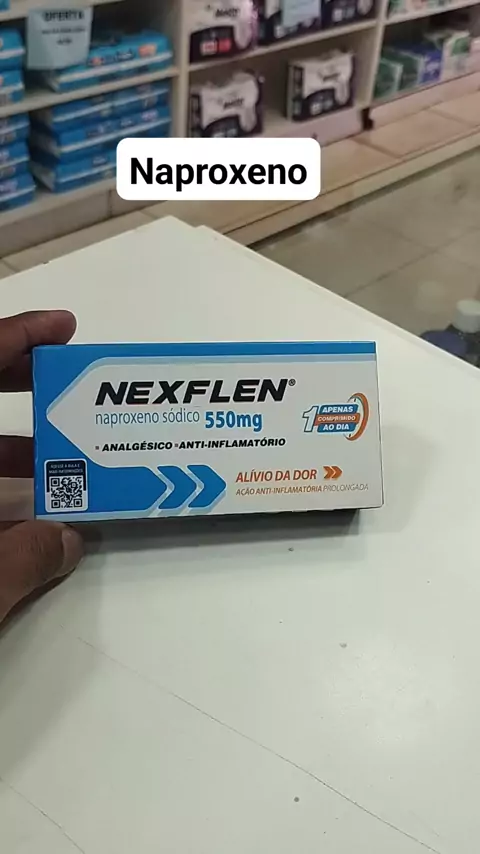 OFERTA
Naproxeno
NEXFLEN®
naproxeno sódico 550mg
1 APENAS
COMPRIMIDO
AO DIA
▪ ANALGÉSICO ▪ ANTI-INFLAMATÓRIO
ALÍVIO DA DOR
AÇÃO ANTI-INFLAMATÓRIA PROLONGADA